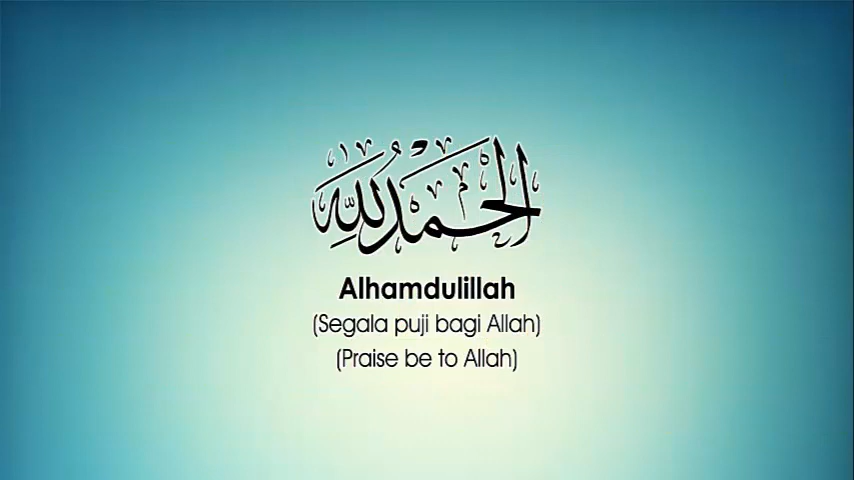 الحمد لله
Alhamdulillah
(Segala puji bagi Allah)
(Praise be to Allah)